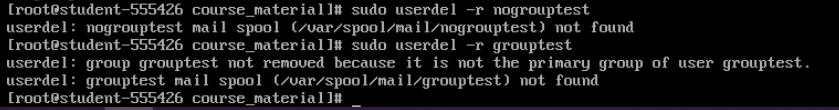 [root@student-555426 course_material]# sudo userdel -r nogrouptest
userdel: nogrouptest mail spool (/var/spool/mail/nogrouptest) not found
[root@student-555426 course_material]# sudo userdel -r grouptest
userdel: group grouptest not removed because it is not the primary group of user grouptest.
userdel: grouptest mail spool (/var/spool/mail/grouptest) not found
[root@student-555426 course_material]# _